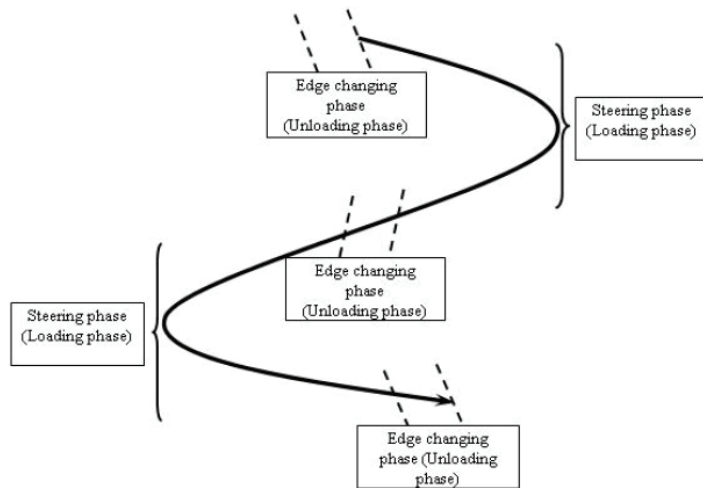 Edge changing
phase
(Unloading phase)
Steering phase
(Loading phase)
Edge changing
phase
(Unloading phase)
Steering phase
(Loading phase)
Edge changing
phase (Unloading
phase)